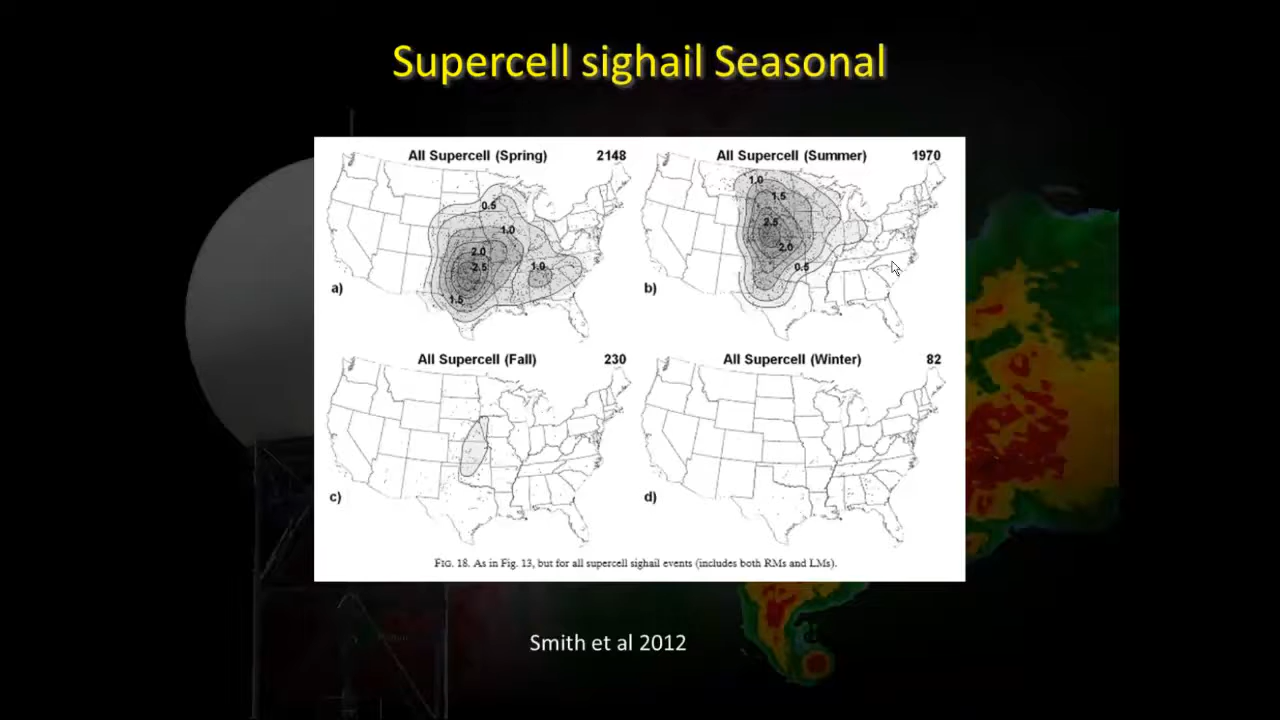 Supercell sighail Seasonal
All Supercell (Spring) 2148
0.5
1.0
2.0
2.5
1.0
1.5
a)
All Supercell (Summer) 1970
1.0
1.5
2.5
2.0
0.5
b)
All Supercell (Fall) 230
c)
All Supercell (Winter) 82
d)
FIG. 18. As in Fig. 13, but for all supercell sighail events (includes both RMs and LMs).
Smith et al 2012